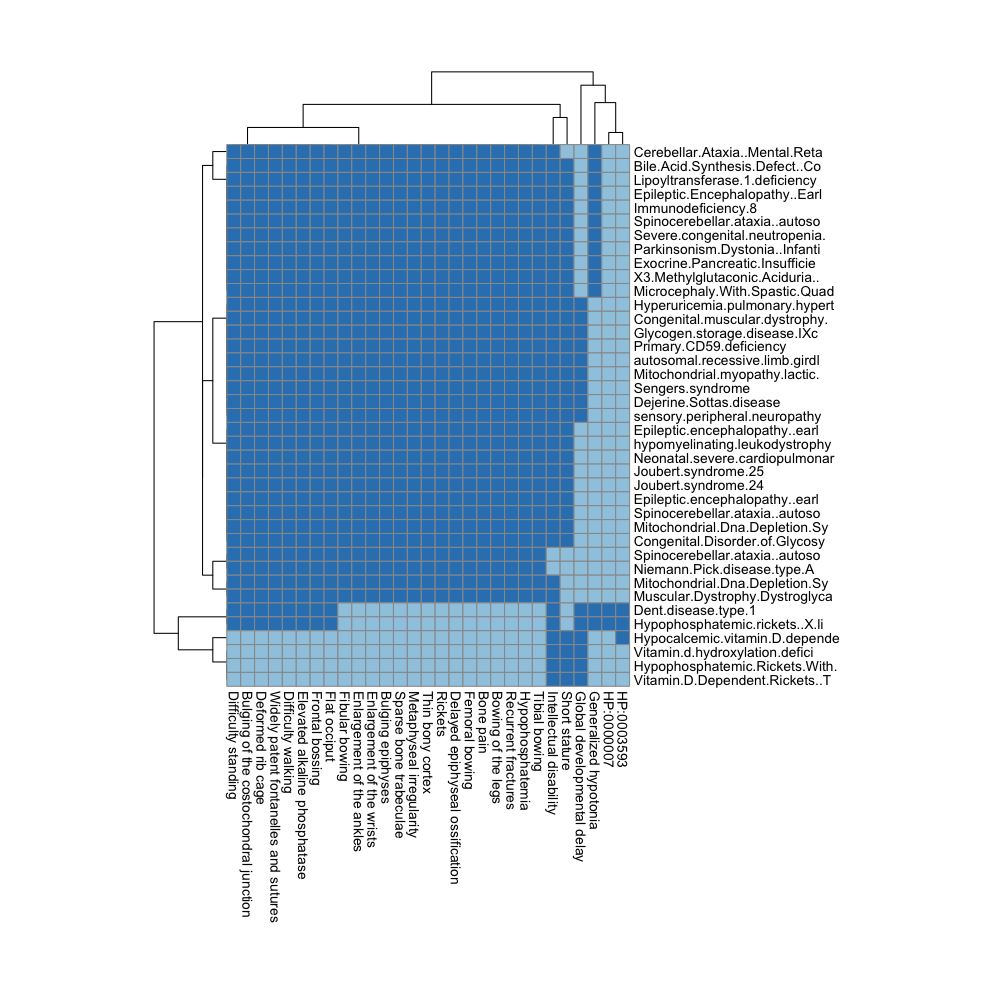 Cerebellar.Ataxia..Mental.Reta
Bile.Acid.Synthesis.Defect..Co
Lipoyltransferase.1.deficiency
Epileptic.Encephalopathy..Earl
Immunodeficiency.8
Spinocerebellar.ataxia..autoso
Severe.congenital.neutropenia.
Parkinsonism.Dystonia..Infanti
Exocrine.Pancreatic.Insufficie
X3.Methylglutaconic.Aciduria..
Microcephaly.With.Spastic.Quad
Hyperuricemia.pulmonary.hypert
Congenital.muscular.dystrophy.
Glycogen.storage.disease.IXc
Primary.CD59.deficiency
autosomal.recessive.limb.girdl
Mitochondrial.myopathy.lactic.
Sengers.syndrome
Dejerine.Sottas.disease
sensory.peripheral.neuropathy
Epileptic.encephalopathy..earl
hypomyelinating.leukodystrophy
Neonatal.severe.cardiopulmonar
Joubert.syndrome.25
Joubert.syndrome.24
Epileptic.encephalopathy..earl
Spinocerebellar.ataxia..autoso
Mitochondrial.Dna.Depletion.Sy
Congenital.Disorder.of.Glycosy
Spinocerebellar.ataxia..autoso
Niemann.Pick.disease.type.A
Mitochondrial.Dna.Depletion.Sy
Muscular.Dystrophy.Dystroglyca
Dent.disease.type.1
Hypophosphatemic.rickets..X.li
Hypocalcemic.vitamin.D.depende
Vitamin.d.hydroxylation.defici
Hypophosphatemic.Rickets.With.
Vitamin.D.Dependent.Rickets..T
Difficulty standing
Bulging of the costochondral junction
Deformed rib cage
Widely patent fontanelles and sutures
Difficulty walking
Elevated alkaline phosphatase
Frontal bossing
Flat occiput
Fibular bowing
Enlargement of the ankles
Enlargement of the wrists
Bulging epiphyses
Sparse bone trabeculae
Metaphyseal irregularity
Thin bony cortex
Rickets
Delayed epiphyseal ossification
Femoral bowing
Bone pain
Bowing of the legs
Recurrent fractures
Hypophosphatemia
Tibial bowing
Intellectual disability
Short stature
Global developmental delay
Generalized hypotonia
HP:0000007
HP:0003593